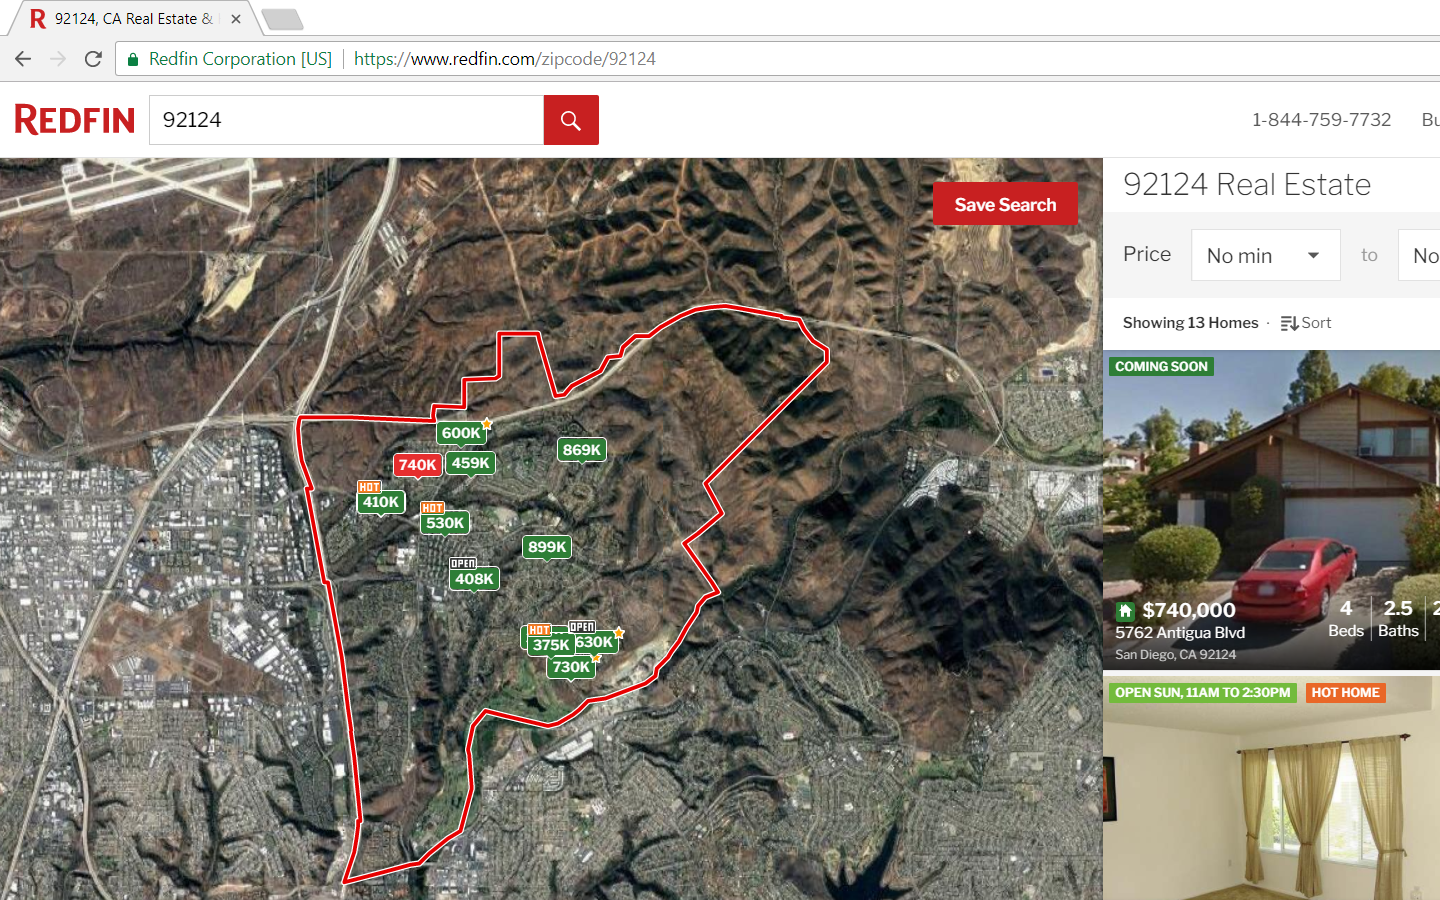 92124, CA Real Estate &
Redfin Corporation [US]
https://www.redfin.com/zipcode/92124
REDFIN
92124
1-844-759-7732
Bu
Save Search
92124 Real Estate
Price
No min
to
No
Showing 13 Homes ·
Sort
600K
740K
459K
869K
HOT
410K
HOT
530K
899K
OPEN
408K
HOT
OPEN
375K
630K
730K
COMING SOON
$740,000
5762 Antigua Blvd
San Diego, CA 92124
4
Beds
2.5
Baths
2
OPEN SUN, 11AM TO 2:30PM
HOT HOME